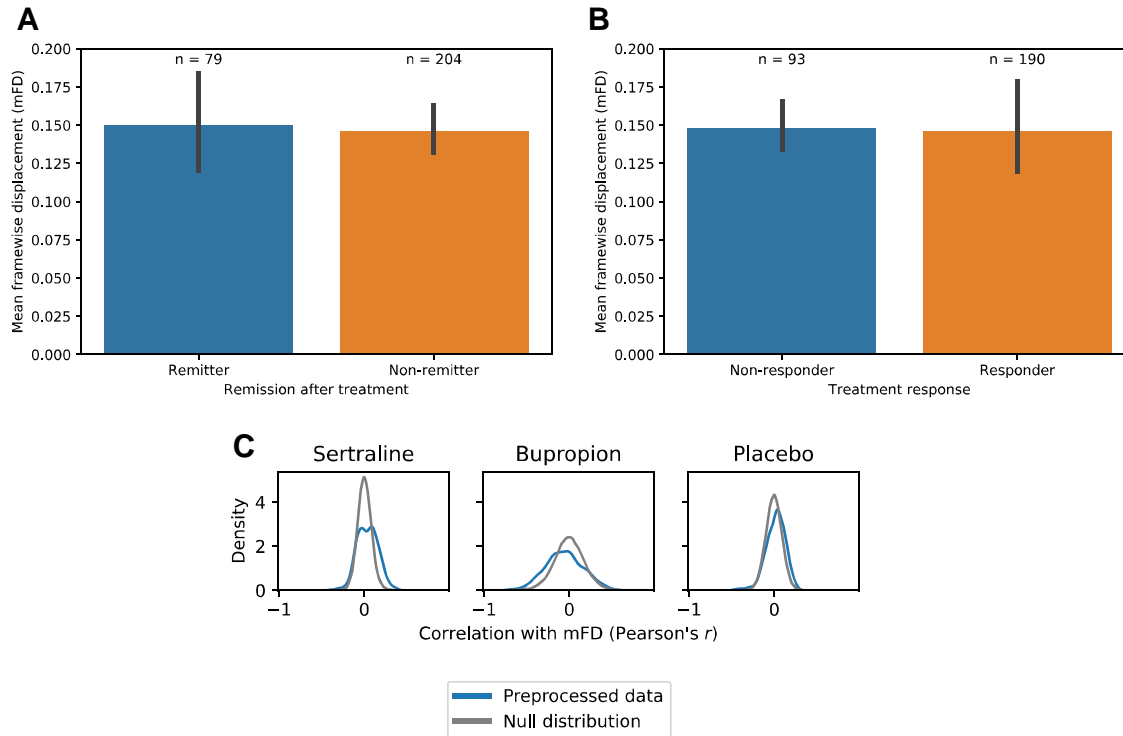 A
B
n = 79
n = 204
n = 93
n = 190
Mean framewise displacement (mFD)
0.200
0.175
0.150
0.125
0.100
0.075
0.050
0.025
0.000
Remitter
Non-remitter
Remission after treatment
Mean framewise displacement (mFD)
0.200
0.175
0.150
0.125
0.100
0.075
0.050
0.025
0.000
Non-responder
Responder
Treatment response
C
Sertraline
Bupropion
Placebo
Density
4
2
0
−1
0
−1
0
−1
0
Correlation with mFD (Pearson's r)
Preprocessed data
Null distribution